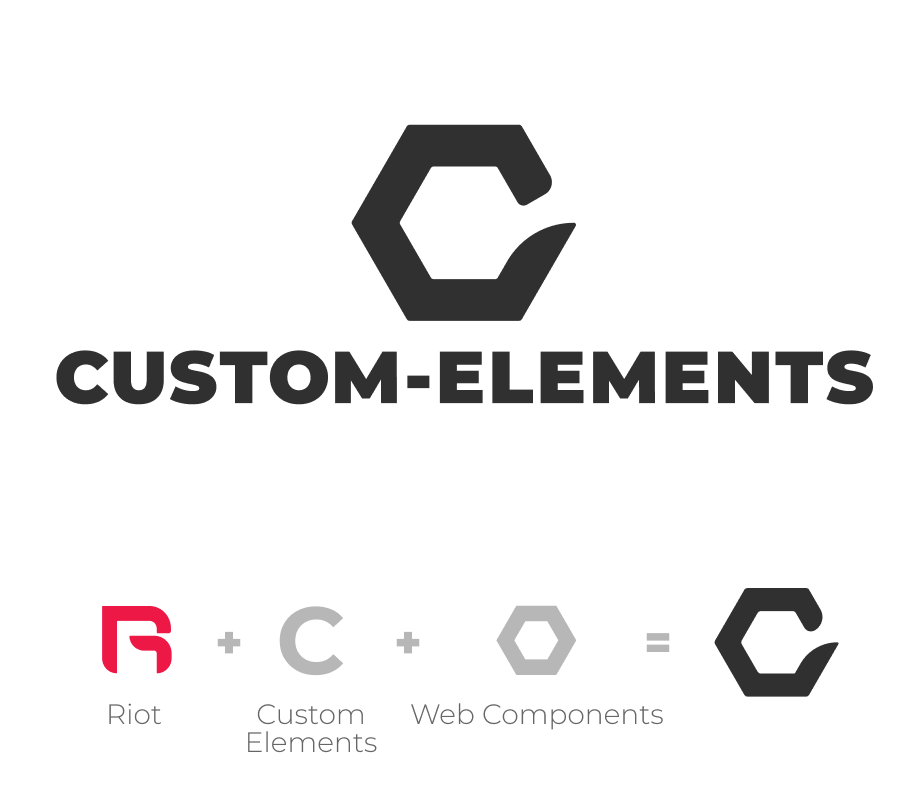 CUSTOM-ELEMENTS
R + C + =
Riot
Custom
Elements
Web Components